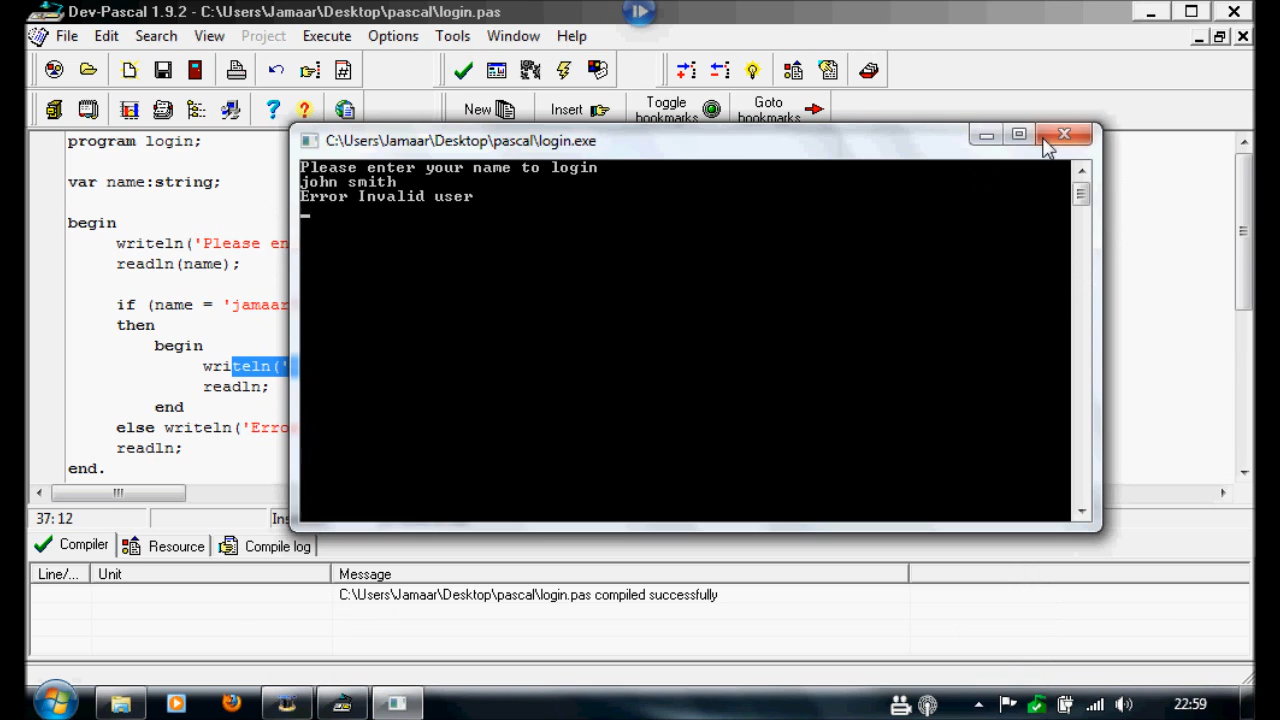 Dev-Pascal 1.9.2 - C:\Users\Jamaar\Desktop\pascal\login.pas
File Edit Search View Project Execute Options Tools Window Help
New Insert Toggle bookmarks Goto bookmarks
C:\Users\Jamaar\Desktop\pascal\login.exe
Please enter your name to login
john smith
Error Invalid user
program login;
var name:string;
begin
writeln('Please en
readln(name);
if (name = 'jamaar
then
begin
writeln('
readln;
end
else writeln('Erro
readln;
end.
37: 12 Ins
Compiler Resource Compile log
Line/... Unit Message
C:\Users\Jamaar\Desktop\pascal\login.pas compiled successfully
22:59